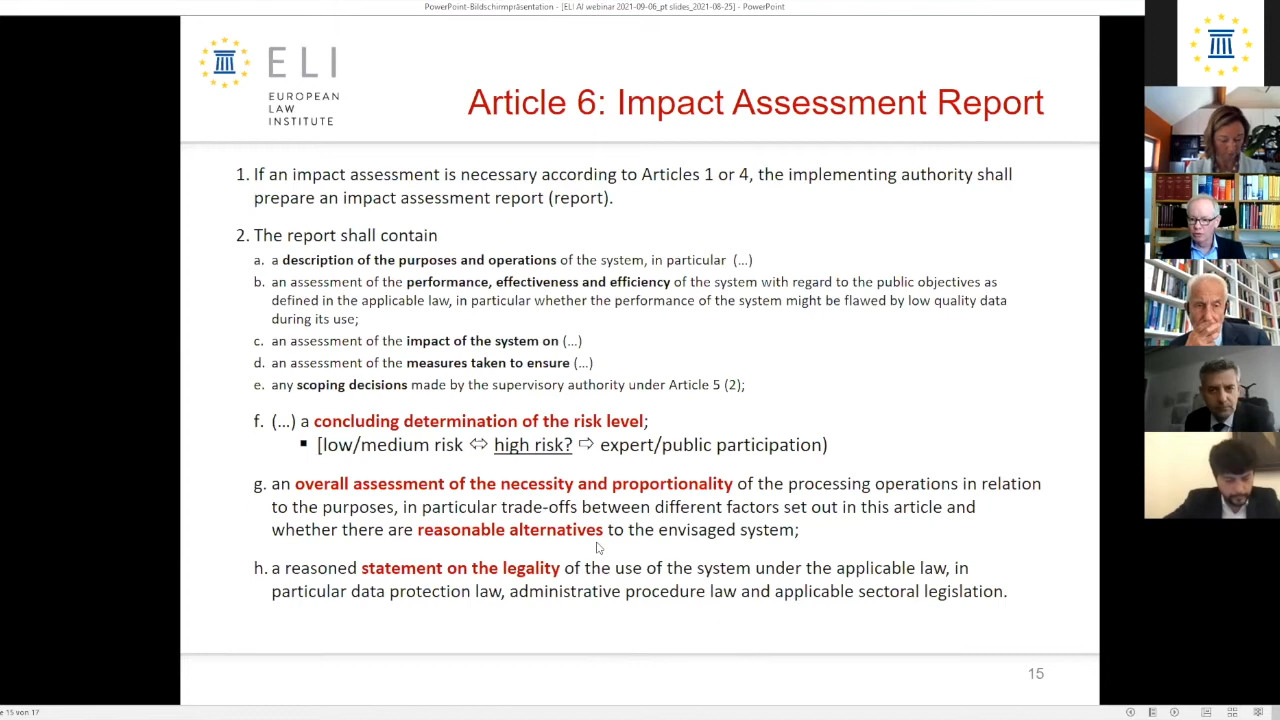 PowerPoint-Bildschirmpräsentation - [ELI AI webinar 2021-09-06_pt slides_2021-08-25] - PowerPoint
ELI
EUROPEAN
LAW
INSTITUTE
Article 6: Impact Assessment Report
1. If an impact assessment is necessary according to Articles 1 or 4, the implementing authority shall
prepare an impact assessment report (report).
2. The report shall contain
a. a description of the purposes and operations of the system, in particular (...)
b. an assessment of the performance, effectiveness and efficiency of the system with regard to the public objectives as
defined in the applicable law, in particular whether the performance of the system might be flawed by low quality data
during its use;
c. an assessment of the impact of the system on (...)
d. an assessment of the measures taken to ensure (...)
e. any scoping decisions made by the supervisory authority under Article 5 (2);
f. (...) a concluding determination of the risk level;
▪ [low/medium risk ⇔ high risk? ⇨ expert/public participation)
g. an overall assessment of the necessity and proportionality of the processing operations in relation
to the purposes, in particular trade-offs between different factors set out in this article and
whether there are reasonable alternatives to the envisaged system;
h. a reasoned statement on the legality of the use of the system under the applicable law, in
particular data protection law, administrative procedure law and applicable sectoral legislation.
15
e 15 von 17